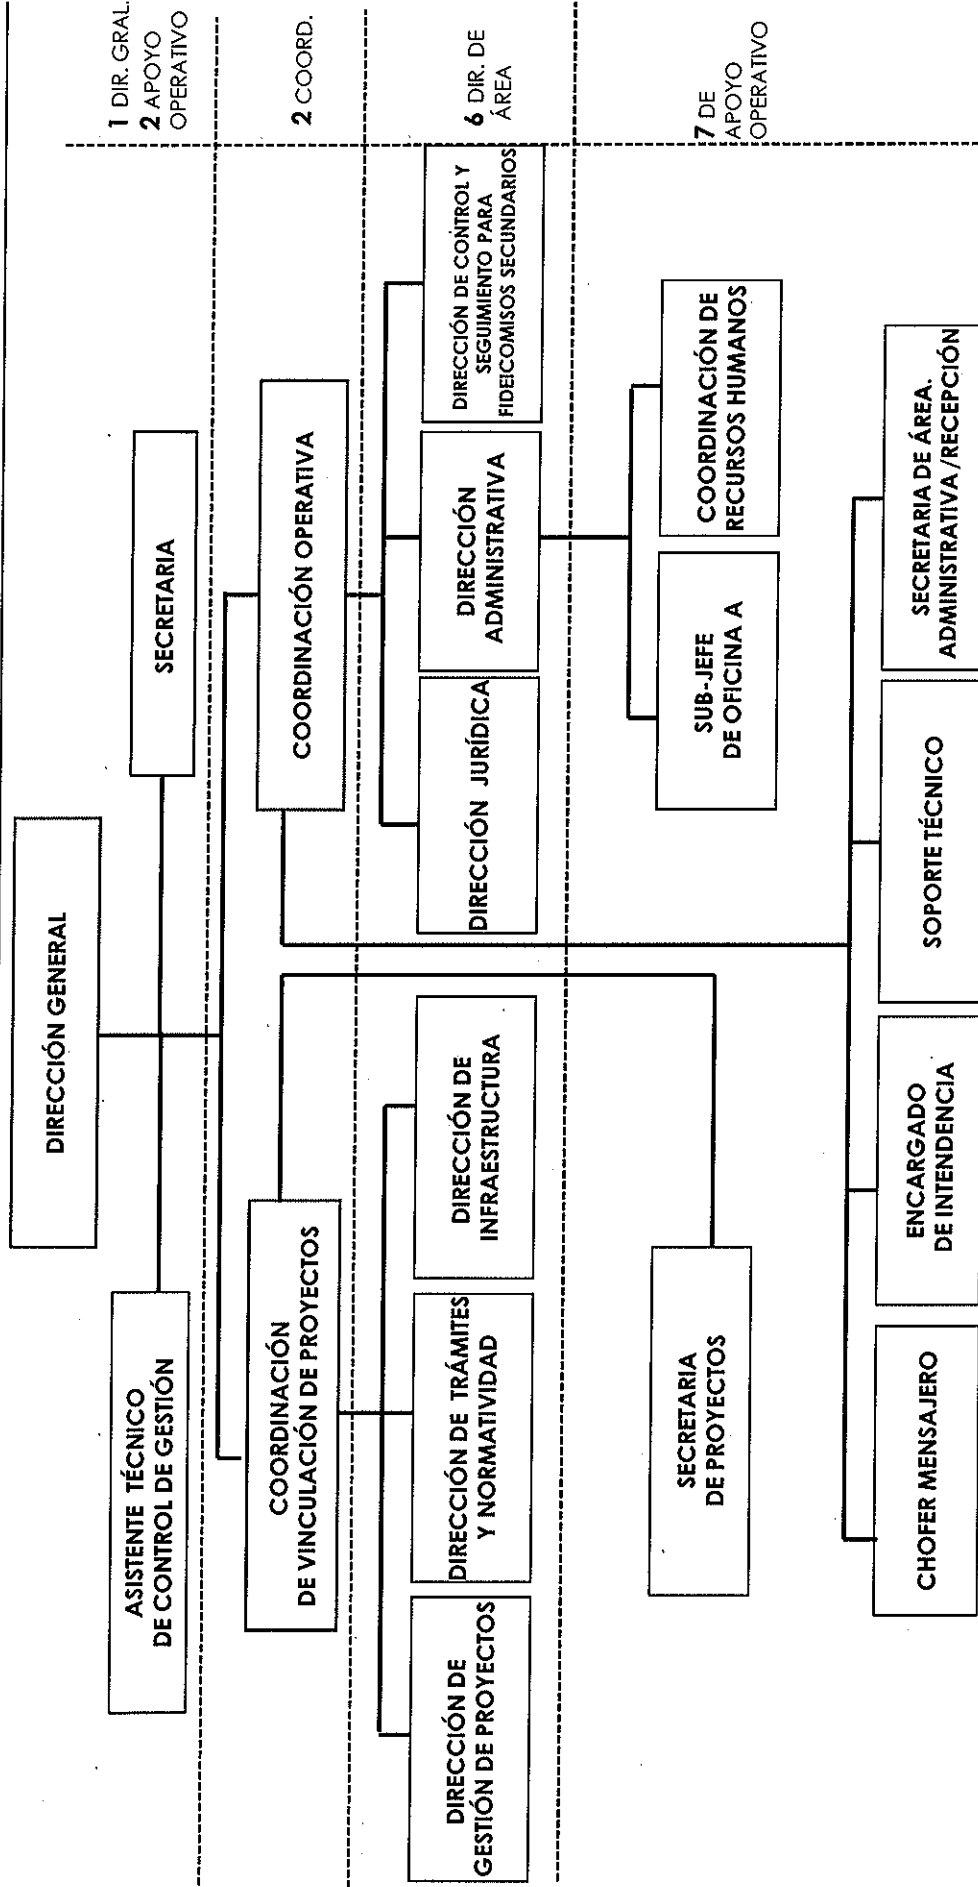 DIRECCIÓN GENERAL
1 DIR. GRAL.
2 APOYO
OPERATIVO
ASISTENTE TÉCNICO
DE CONTROL DE GESTIÓN
SECRETARIA
COORDINACIÓN
DE VINCULACIÓN DE PROYECTOS
COORDINACIÓN OPERATIVA
2 COORD.
DIRECCIÓN DE
GESTIÓN DE PROYECTOS
DIRECCIÓN DE TRÁMITES
Y NORMATIVIDAD
DIRECCIÓN DE
INFRAESTRUCTURA
DIRECCIÓN JURÍDICA
DIRECCIÓN
ADMINISTRATIVA
DIRECCIÓN DE CONTROL Y
SEGUIMIENTO PARA
FIDEICOMISOS SECUNDARIOS
6 DIR. DE
ÁREA
SECRETARIA
DE PROYECTOS
SUB-JEFE
DE OFICINA A
COORDINACIÓN DE
RECURSOS HUMANOS
7 DE
APOYO
OPERATIVO
CHOFER MENSAJERO
ENCARGADO
DE INTENDENCIA
SOPORTE TÉCNICO
SECRETARIA DE ÁREA.
ADMINISTRATIVA/RECEPCIÓN